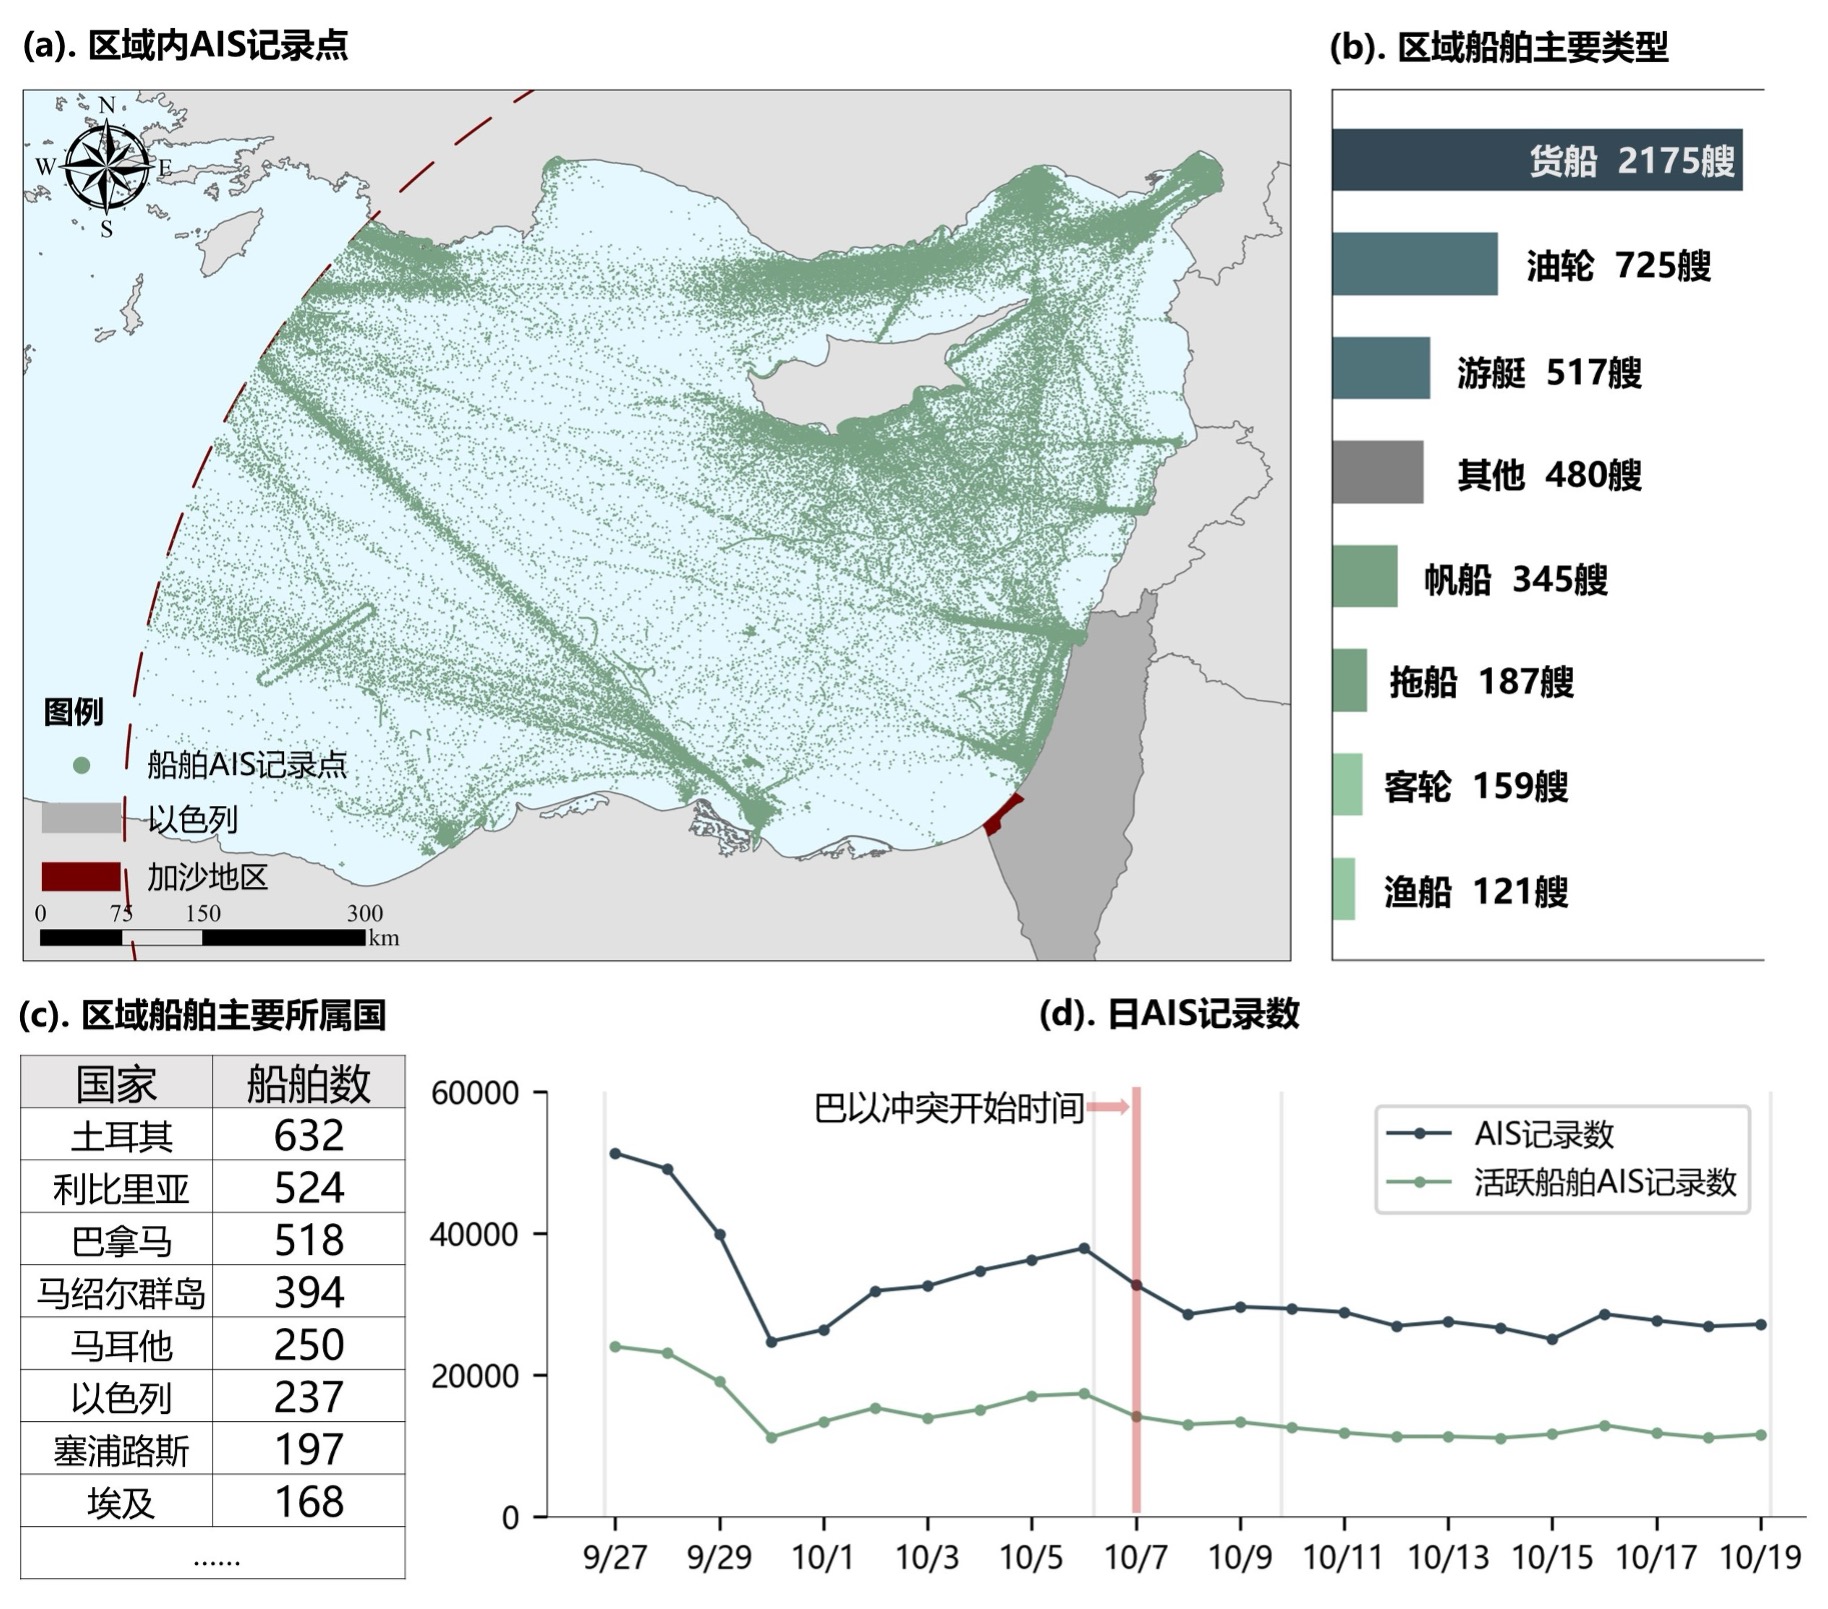 (a). 区域内AIS记录点
N
W
E
S
图例
船舶AIS记录点
以色列
加沙地区
0 75 150 300
km
(b). 区域船舶主要类型
货船 2175艘
油轮 725艘
游艇 517艘
其他 480艘
帆船 345艘
拖船 187艘
客轮 159艘
渔船 121艘
(c). 区域船舶主要所属国
国家 船舶数
土耳其 632
利比里亚 524
巴拿马 518
马绍尔群岛 394
马耳他 250
以色列 237
塞浦路斯 197
埃及 168
......
(d). 日AIS记录数
60000
40000
20000
0
巴以冲突开始时间
AIS记录数
活跃船舶AIS记录数
9/27 9/29 10/1 10/3 10/5 10/7 10/9 10/11 10/13 10/15 10/17 10/19